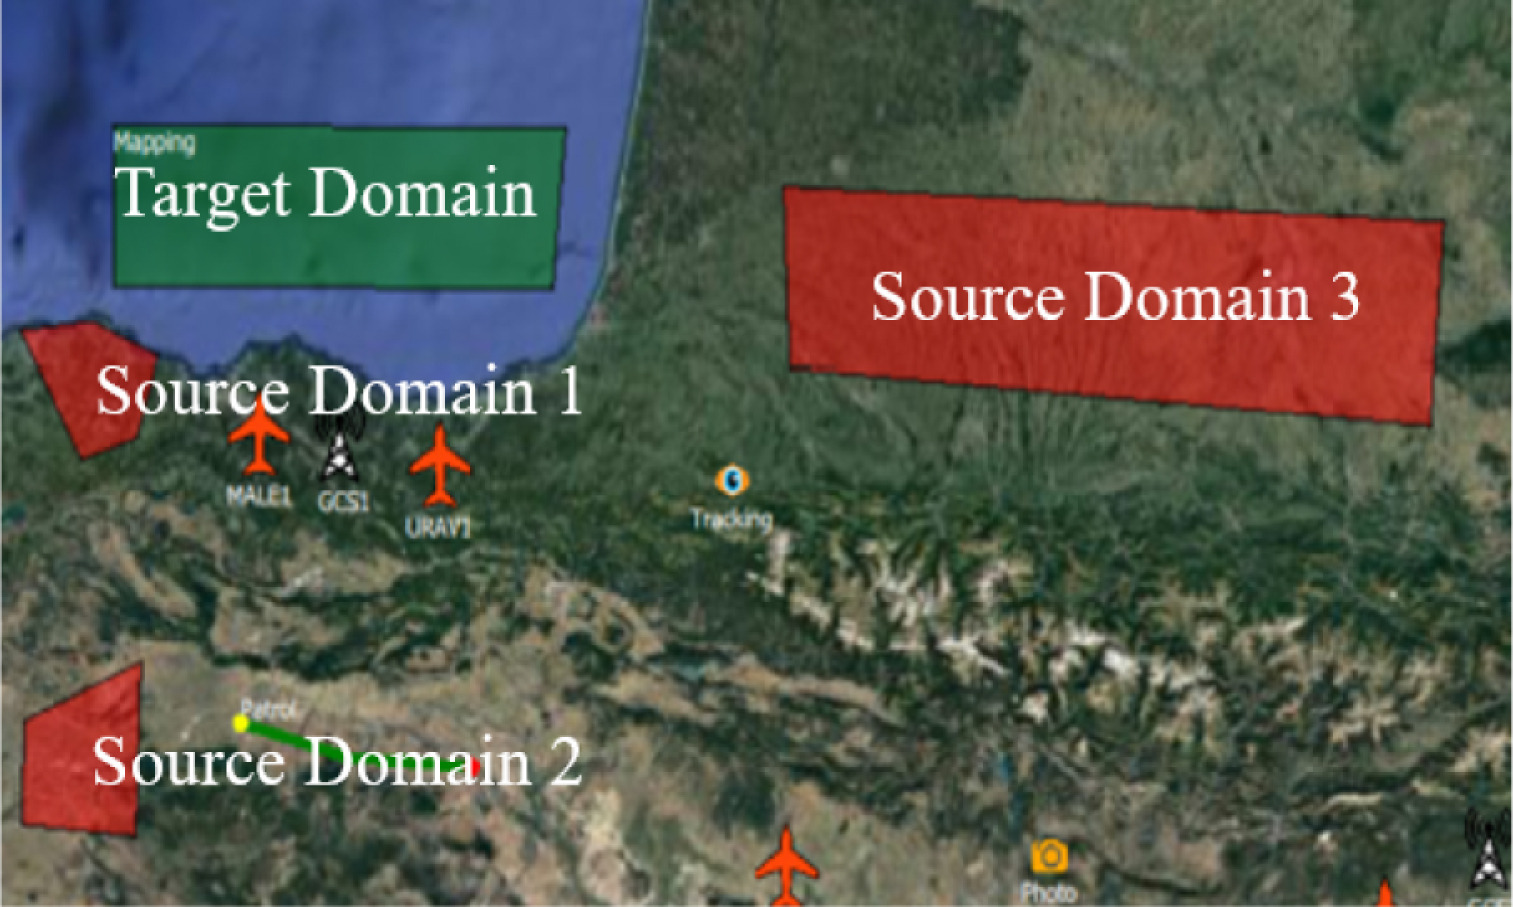 Mapping
Target Domain
Source Domain 3
Source Domain 1
MALE1
GCS1
URAV1
Tracking
Patrol
Source Domain 2
Photo